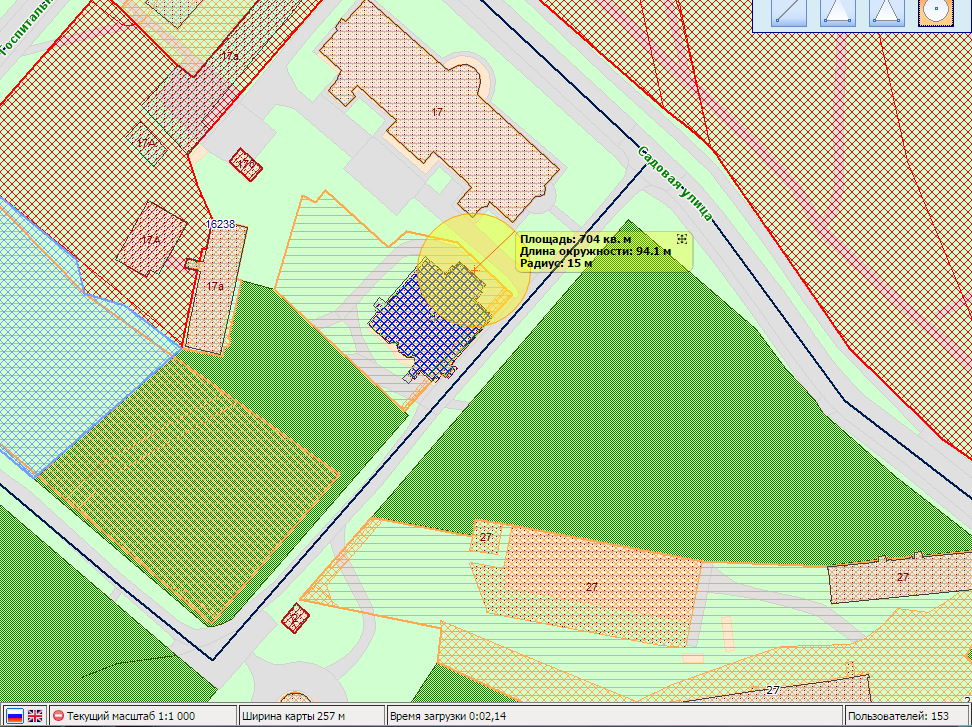 Госпиталь
17а
17
17А
17б
Садовая улица
16238
17А
17а
Площадь: 704 кв. м
Длина окружности: 94.1 м
Радиус: 15 м
27
27
27
27
Текущий масштаб 1:1 000
Ширина карты 257 м
Время загрузки 0:02,14
Пользователей: 153